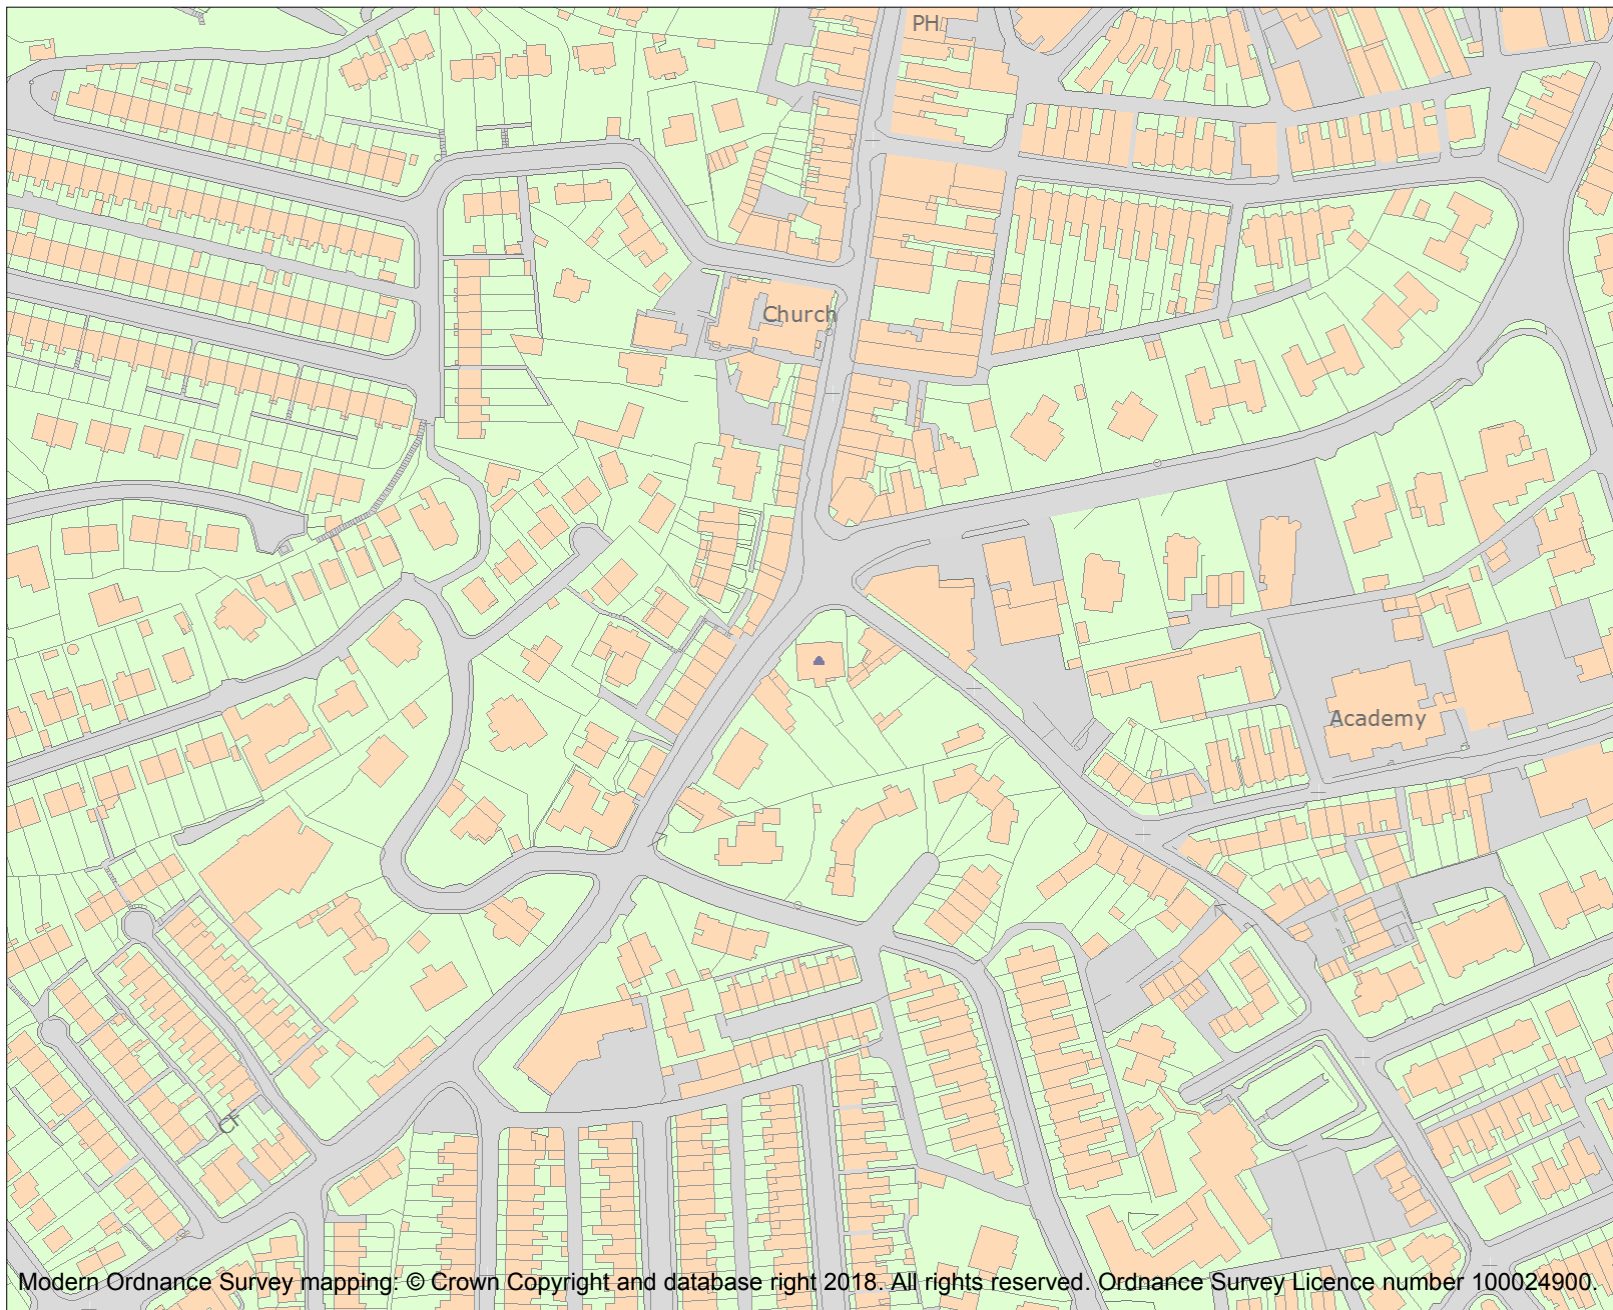 PH
Church
Academy
CF
Modern Ordnance Survey mapping: © Crown Copyright and database right 2018. All rights reserved. Ordnance Survey Licence number 100024900.